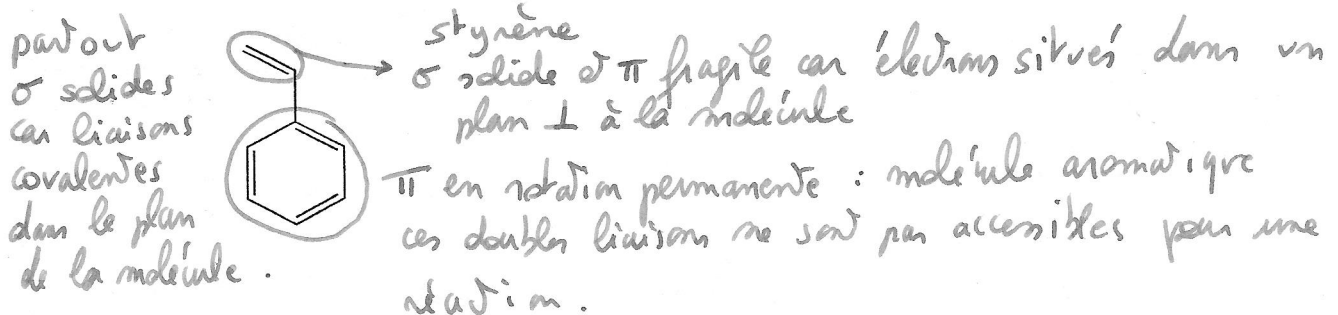 partout
σ solides
car liaisons
covalentes
dans le plan
de la molécule.
styrène
σ solide et π fragile car électrons situés dans un
plan ⊥ à la molécule
π en rotation permanente : molécule aromatique
ces doubles liaisons ne sont pas accessibles pour une
réaction.